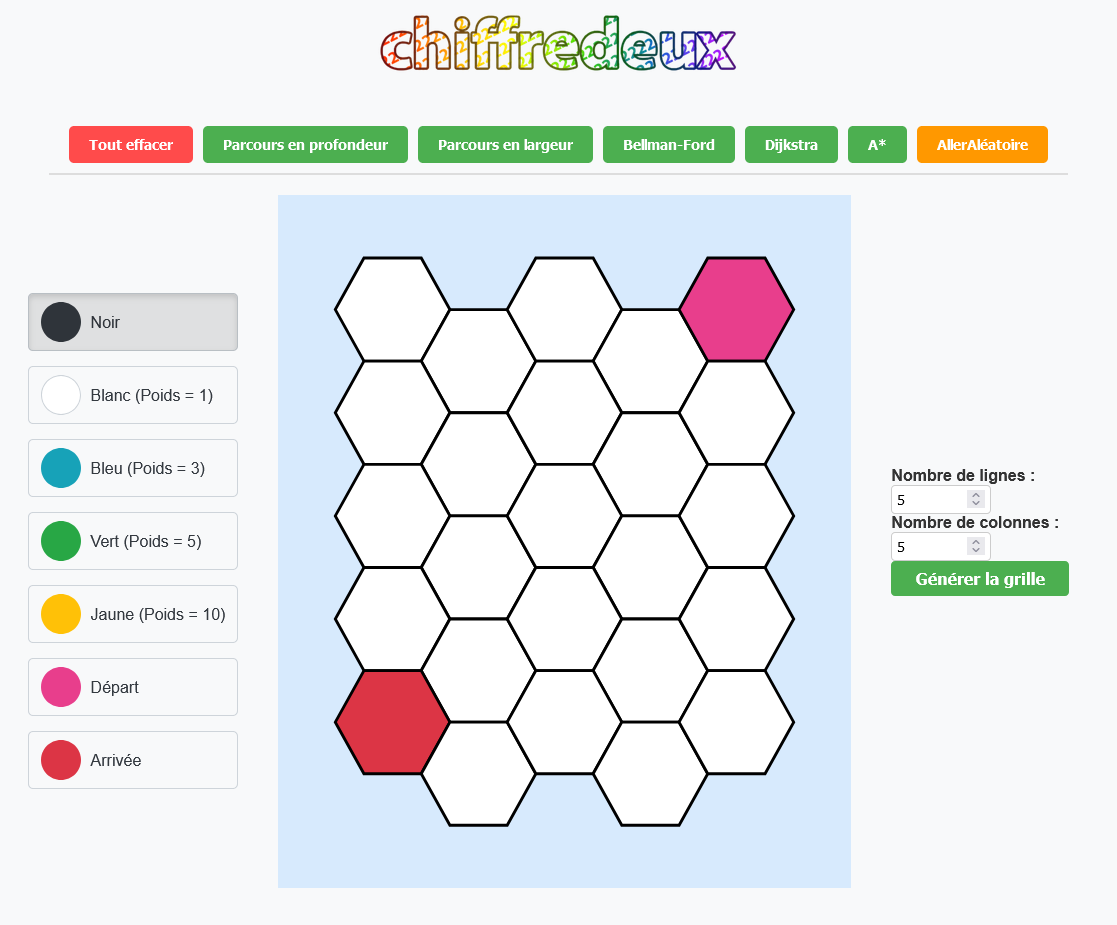 chiffredeux
Tout effacer
Parcours en profondeur
Parcours en largeur
Bellman-Ford
Dijkstra
A*
AllerAléatoire
Noir
Blanc (Poids = 1)
Bleu (Poids = 3)
Vert (Poids = 5)
Jaune (Poids = 10)
Départ
Arrivée
Nombre de lignes :
5
Nombre de colonnes :
5
Générer la grille